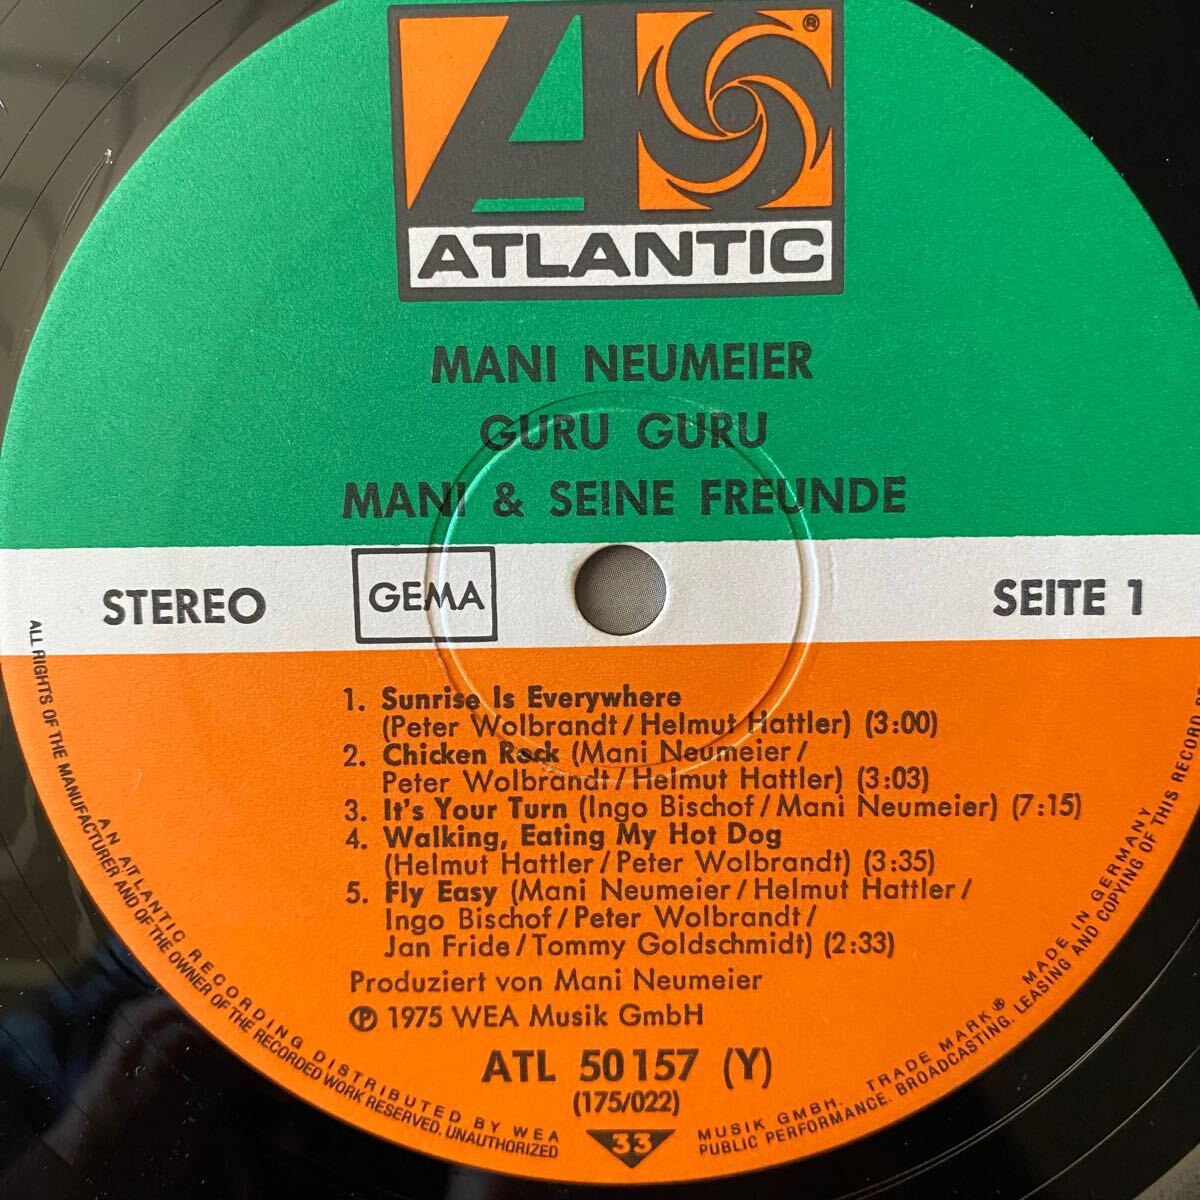 ®
ATLANTIC
MANI NEUMEIER
GURU GURU
MANI & SEINE FREUNDE
STEREO
GEMA
SEITE 1
1. Sunrise Is Everywhere
(Peter Wolbrandt/Helmut Hattler) (3:00)
2. Chicken Rock (Mani Neumeier/
Peter Wolbrandt/Helmut Hattler) (3:03)
3. It's Your Turn (Ingo Bischof/Mani Neumeier) (7:15)
4. Walking, Eating My Hot Dog
(Helmut Hattler/Peter Wolbrandt) (3:35)
5. Fly Easy (Mani Neumeier/Helmut Hattler/
Ingo Bischof/Peter Wolbrandt/
Jan Fride/Tommy Goldschmidt) (2:33)
Produziert von Mani Neumeier
℗ 1975 WEA Musik GmbH
ATL 50 157 (Y)
(175/022)
33
AN ATLANTIC RECORDING DISTRIBUTED BY WEA MUSIK GMBH. TRADE MARK® MADE IN GERMANY
ALL RIGHTS OF THE MANUFACTURER AND OF THE OWNER OF THE RECORDED WORK RESERVED. UNAUTHORIZED PUBLIC PERFORMANCE. BROADCASTING. LEASING AND COPYING OF THIS RECORD